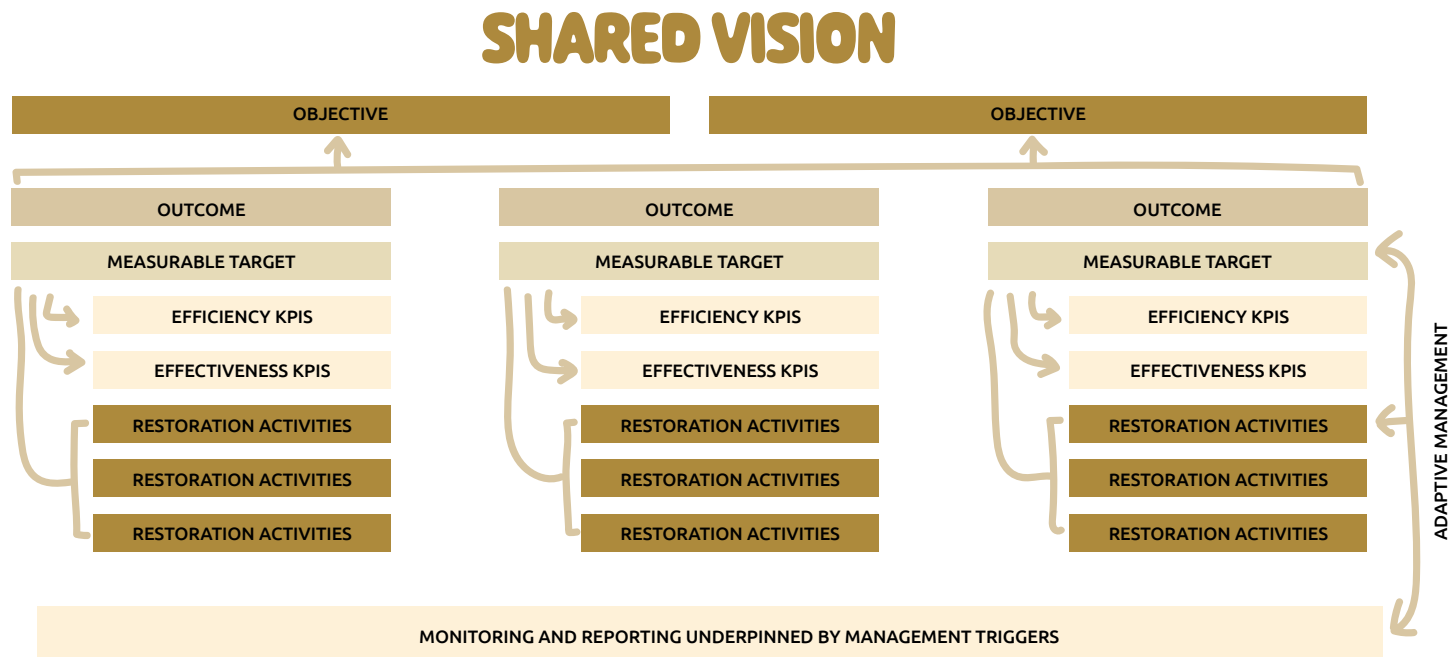 SHARED VISION
OBJECTIVE
OBJECTIVE
OUTCOME
MEASURABLE TARGET
EFFICIENCY KPIS
EFFECTIVENESS KPIS
RESTORATION ACTIVITIES
RESTORATION ACTIVITIES
RESTORATION ACTIVITIES
OUTCOME
MEASURABLE TARGET
EFFICIENCY KPIS
EFFECTIVENESS KPIS
RESTORATION ACTIVITIES
RESTORATION ACTIVITIES
RESTORATION ACTIVITIES
OUTCOME
MEASURABLE TARGET
EFFICIENCY KPIS
EFFECTIVENESS KPIS
RESTORATION ACTIVITIES
RESTORATION ACTIVITIES
RESTORATION ACTIVITIES
ADAPTIVE MANAGEMENT
MONITORING AND REPORTING UNDERPINNED BY MANAGEMENT TRIGGERS